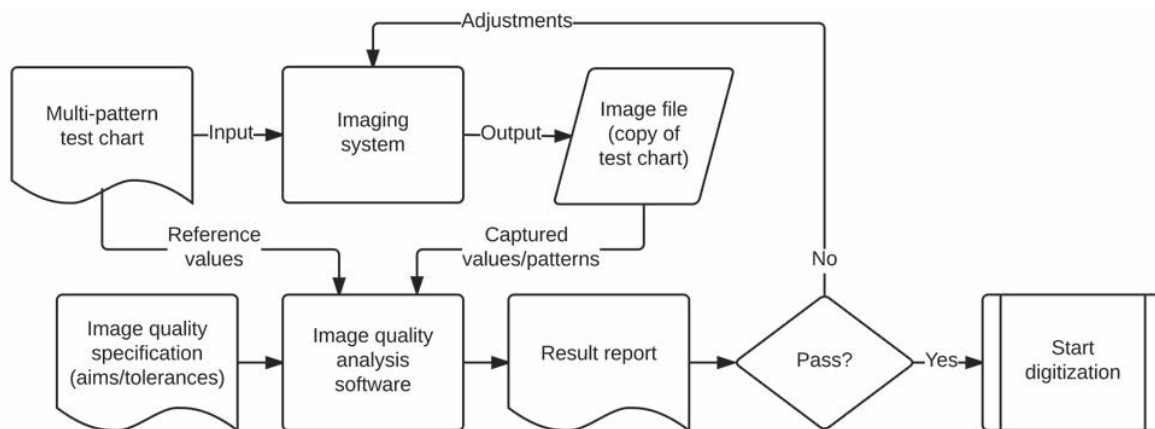 Adjustments
Multi-pattern
test chart
Input
Imaging
system
Output
Image file
(copy of
test chart)
Reference
values
Captured
values/patterns
No
Image quality
specification
(aims/tolerances)
Image quality
analysis
software
Result report
Pass?
Yes
Start
digitization